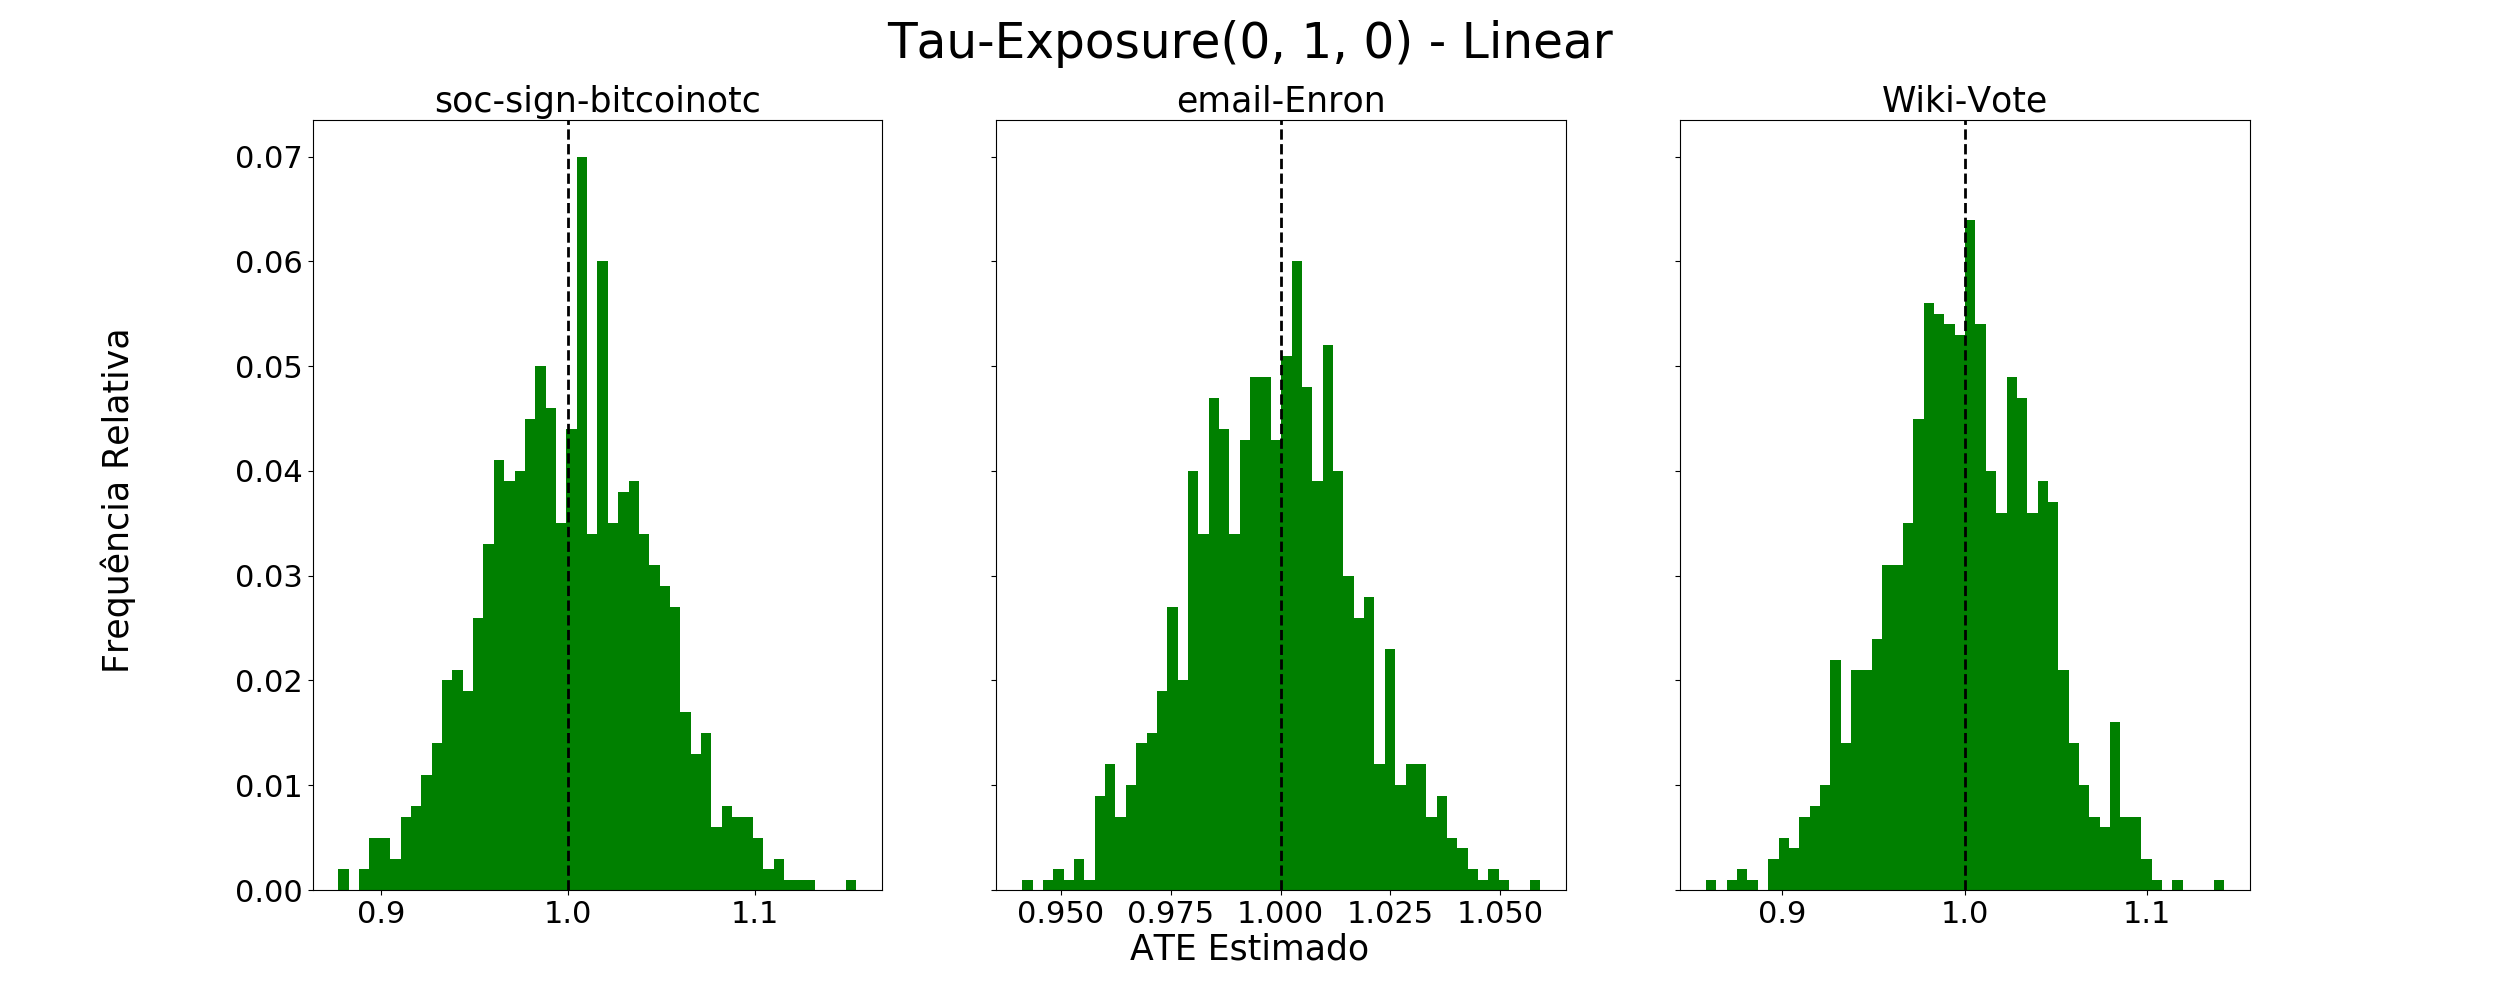 Tau-Exposure(0, 1, 0) - Linear
soc-sign-bitcoinotc
email-Enron
Wiki-Vote
Frequência Relativa
0.07
0.06
0.05
0.04
0.03
0.02
0.01
0.00
0.9 1.0 1.1
0.950 0.975 1.000 1.025 1.050
0.9 1.0 1.1
ATE Estimado